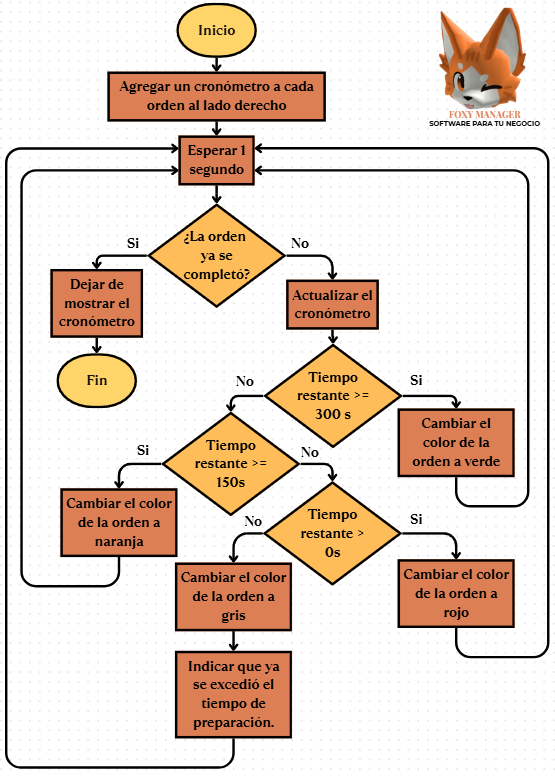 Inicio
FOXY MANAGER
SOFTWARE PARA TU NEGOCIO
Agregar un cronómetro a cada
orden al lado derecho
Esperar 1
segundo
¿La orden
ya se
completó?
Si
No
Dejar de
mostrar el
cronómetro
Actualizar el
cronómetro
Fin
Tiempo
restante >=
300 s
No
Si
Cambiar el
color de la
orden a verde
Tiempo
restante >=
150s
Si
No
Cambiar el color
de la orden a
naranja
Tiempo
restante >
0s
No
Si
Cambiar el color
de la orden a
gris
Cambiar el color
de la orden a
rojo
Indicar que ya
se excedió el
tiempo de
preparación.